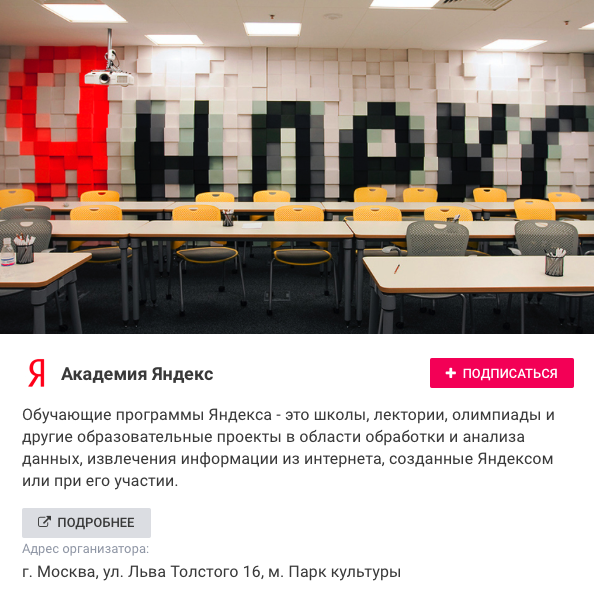 Яндекс
Я
Академия Яндекс
+ ПОДПИСАТЬСЯ
Обучающие программы Яндекса - это школы, лектории, олимпиады и
другие образовательные проекты в области обработки и анализа
данных, извлечения информации из интернета, созданные Яндексом
или при его участии.
ПОДРОБНЕЕ
Адрес организатора:
г. Москва, ул. Льва Толстого 16, м. Парк культуры